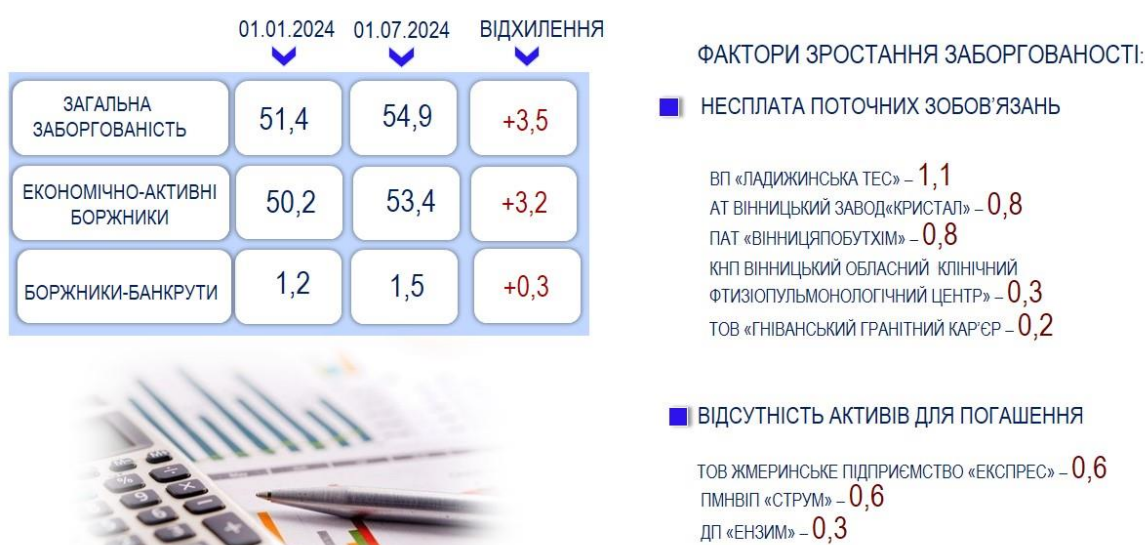 01.01.2024 01.07.2024 ВІДХИЛЕННЯ
ЗАГАЛЬНА
ЗАБОРГОВАНІСТЬ
51,4 54,9 +3,5
ЕКОНОМІЧНО-АКТИВНІ
БОРЖНИКИ
50,2 53,4 +3,2
БОРЖНИКИ-БАНКРУТИ 1,2 1,5 +0,3
ФАКТОРИ ЗРОСТАННЯ ЗАБОРГОВАНОСТІ:
НЕСПЛАТА ПОТОЧНИХ ЗОБОВ’ЯЗАНЬ
ВП «ЛАДИЖИНСЬКА ТЕС» – 1,1
АТ ВІННИЦЬКИЙ ЗАВОД«КРИСТАЛ» – 0,8
ПАТ «ВІННИЦЯПОБУТХІМ» – 0,8
КНП ВІННИЦЬКИЙ ОБЛАСНИЙ КЛІНІЧНИЙ
ФТИЗІОПУЛЬМОНОЛОГІЧНИЙ ЦЕНТР» – 0,3
ТОВ «ГНІВАНСЬКИЙ ГРАНІТНИЙ КАР’ЄР – 0,2
ВІДСУТНІСТЬ АКТИВІВ ДЛЯ ПОГАШЕННЯ
ТОВ ЖМЕРИНСЬКЕ ПІДПРИЄМСТВО «ЕКСПРЕС» – 0,6
ПМНВІП «СТРУМ» – 0,6
ДП «ЕНЗИМ» – 0,3